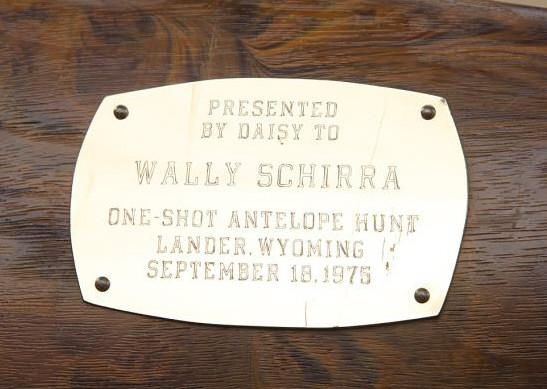 PRESENTED
BY DAISY TO
WALLY SCHIRRA
ONE-SHOT ANTELOPE HUNT
LANDER, WYOMING
SEPTEMBER 18, 1975